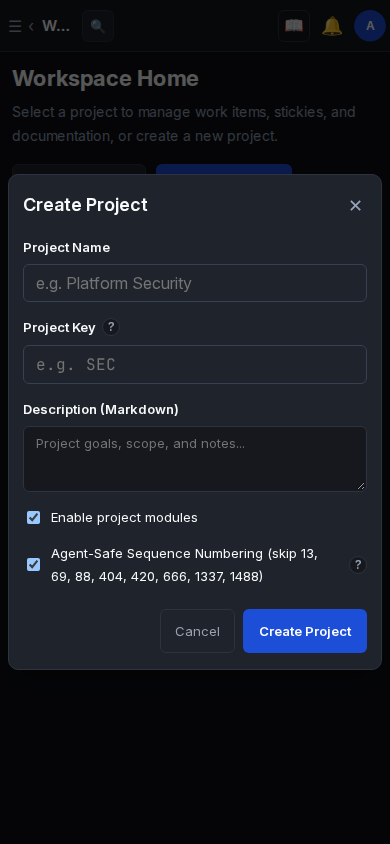 W...
A
Workspace Home
Select a project to manage work items, stickies, and
documentation, or create a new project.
Create Project
Project Name
e.g. Platform Security
Project Key ?
e.g. SEC
Description (Markdown)
Project goals, scope, and notes...
Enable project modules
Agent-Safe Sequence Numbering (skip 13, ?
69, 88, 404, 420, 666, 1337, 1488)
Cancel Create Project